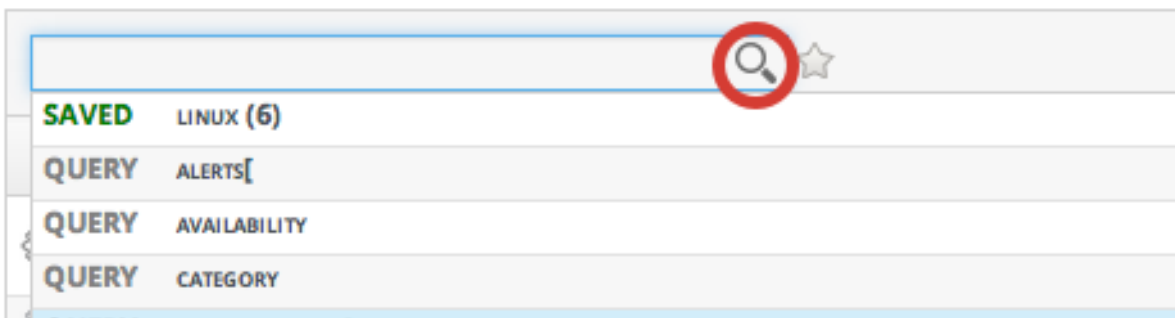 SAVED LINUX (6)
QUERY ALERTS[
QUERY AVAILABILITY
QUERY CATEGORY